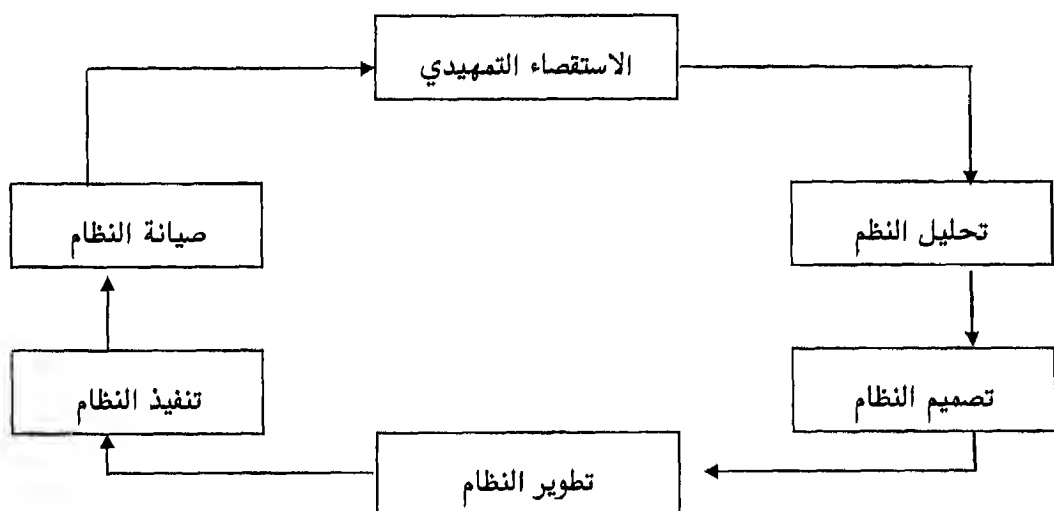 الاستقصاء التمهيدي
تحليل النظم
تصميم النظام
تطوير النظام
تنفيذ النظام
صيانة النظام